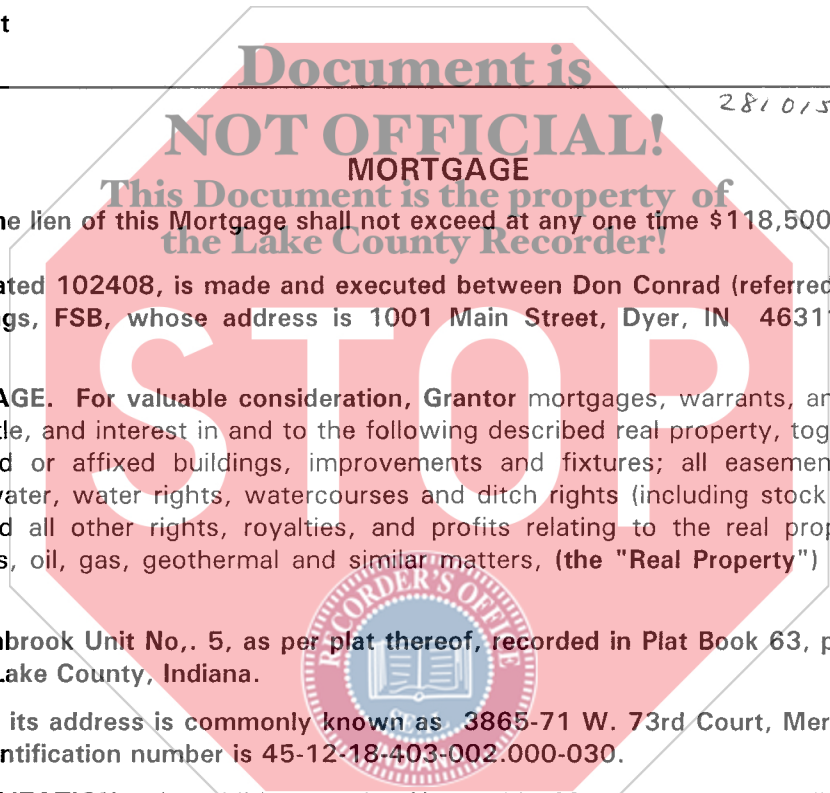 t
Document is
281015
NOT OFFICIAL!
MORTGAGE
This Document is the property of
ne lien of this Mortgage shall not exceed at any one time $118,500
the Lake County Recorder!
ated 102408, is made and executed between Don Conrad (referred
gs, FSB, whose address is 1001 Main Street, Dyer, IN 46311
STOP
AGE. For valuable consideration, Grantor mortgages, warrants, an
tle, and interest in and to the following described real property, tog
d or affixed buildings, improvements and fixtures; all easemen
vater, water rights, watercourses and ditch rights (including stock
d all other rights, royalties, and profits relating to the real prop
s, oil, gas, geothermal and similar matters, (the "Real Property")
RECORDER'S OFFICE
nbrook Unit No,. 5, as per plat thereof, recorded in Plat Book 63, p
Lake County, Indiana.
SEAL
its address is commonly known as 3865-71 W. 73rd Court, Mer
ntification number is 45-12-18-403-002.000-030.
INDIANA